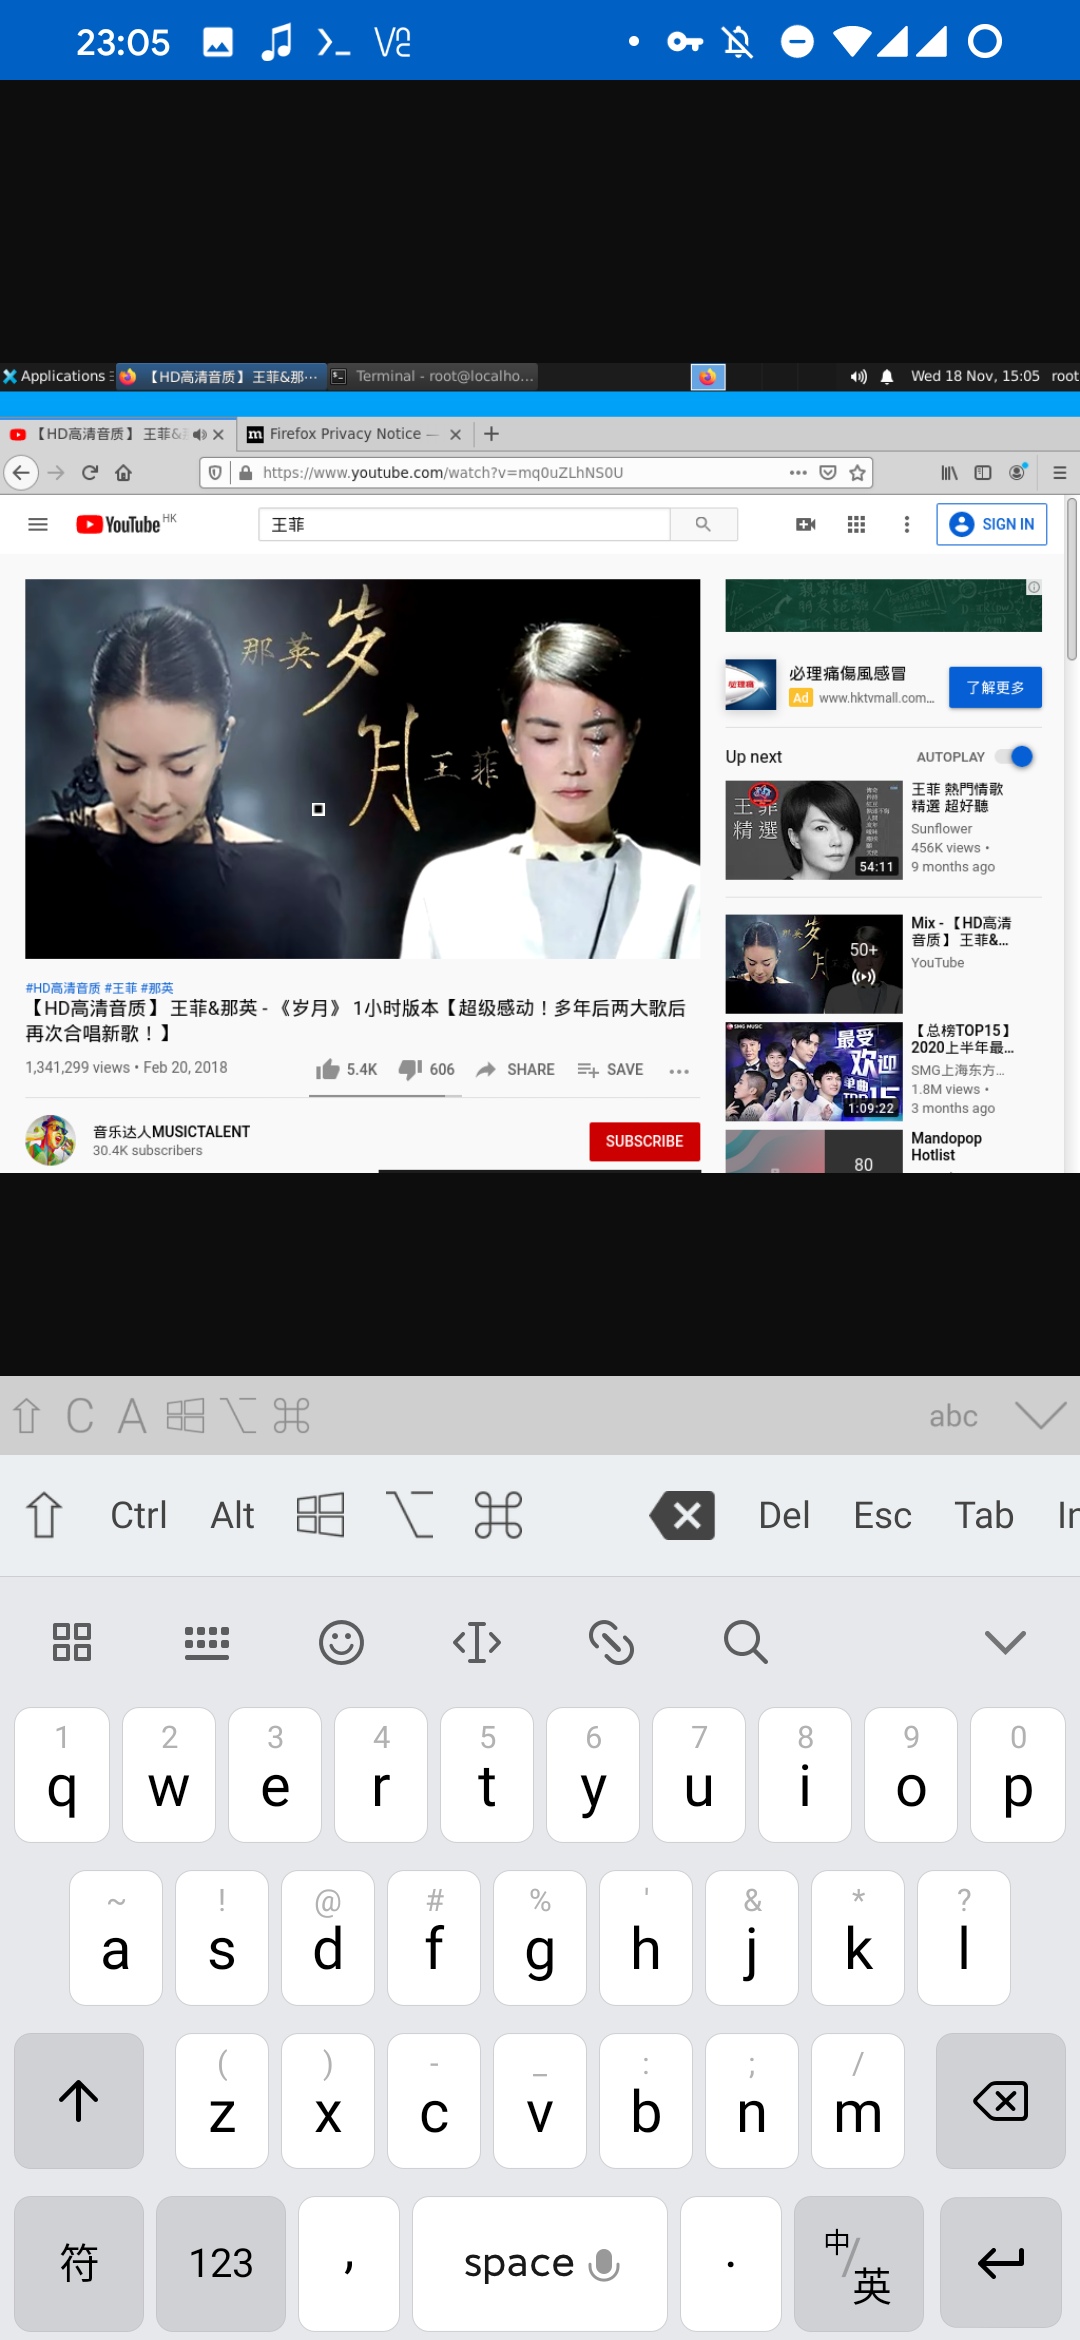 23:05
Applications
【HD高清音质】 王菲&那…
Terminal - root@localho...
Wed 18 Nov, 15:05
root
【HD高清音质】 王菲&
Firefox Privacy Notice —
https://www.youtube.com/watch?v=mq0uZLhNS0U
YouTube HK
王菲
SIGN IN
那英
岁月
王菲
必理痛傷風感冒
Ad www.hktvmall.com...
了解更多
Up next
AUTOPLAY
王菲 精選
54:11
王菲 熱門情歌
精選 超好聽
Sunflower
456K views •
9 months ago
50+
Mix - 【HD高清
音质】 王菲&...
YouTube
SMG MUSIC
最受欢迎
单曲
TOP15
1:09:22
【总榜TOP15】
2020上半年最...
SMG上海东方...
1.8M views •
3 months ago
80
Mandopop
Hotlist
#HD高清音质 #王菲 #那英
【HD高清音质】 王菲&那英 - 《岁月》 1小时版本【超级感动！多年后两大歌后
再次合唱新歌！】
1,341,299 views • Feb 20, 2018
5.4K
606
SHARE
SAVE
音乐达人MUSICTALENT
30.4K subscribers
SUBSCRIBE
C A
abc
Ctrl Alt Del Esc Tab
1 2 3 4 5 6 7 8 9 0
q w e r t y u i o p
~ ! @ # % ' & * ?
a s d f g h j k l
( ) - _ : ; /
z x c v b n m
符 123 , space . 中/英